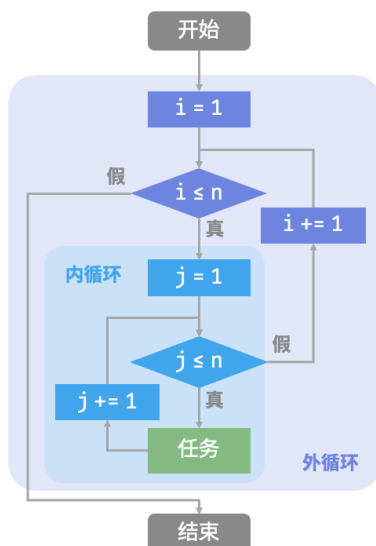 开始
i = 1
假
i ≤ n
真
i += 1
内循环
j = 1
j ≤ n
假
j += 1
真
任务
外循环
结束